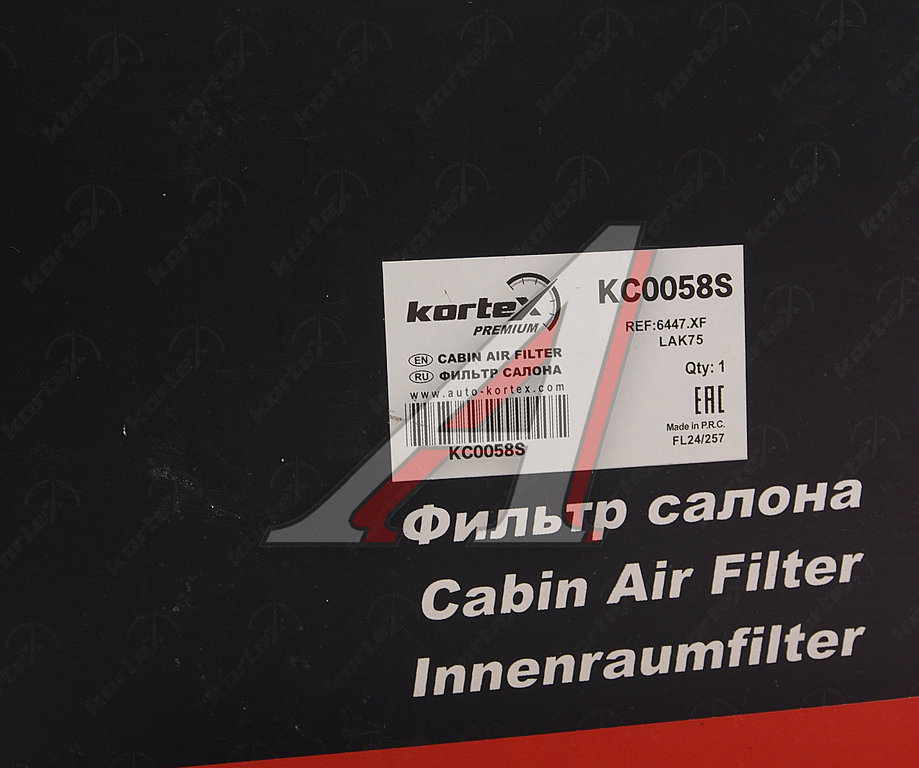 kortex
PREMIUM
KC0058S
REF:6447.XF
LAK75
EN CABIN AIR FILTER
RU ФИЛЬТР САЛОНА
www.auto-kortex.com
KC0058S
Qty: 1
EAC
Made in P.R.C.
FL24/257
Фильтр салона
Cabin Air Filter
Innenraumfilter